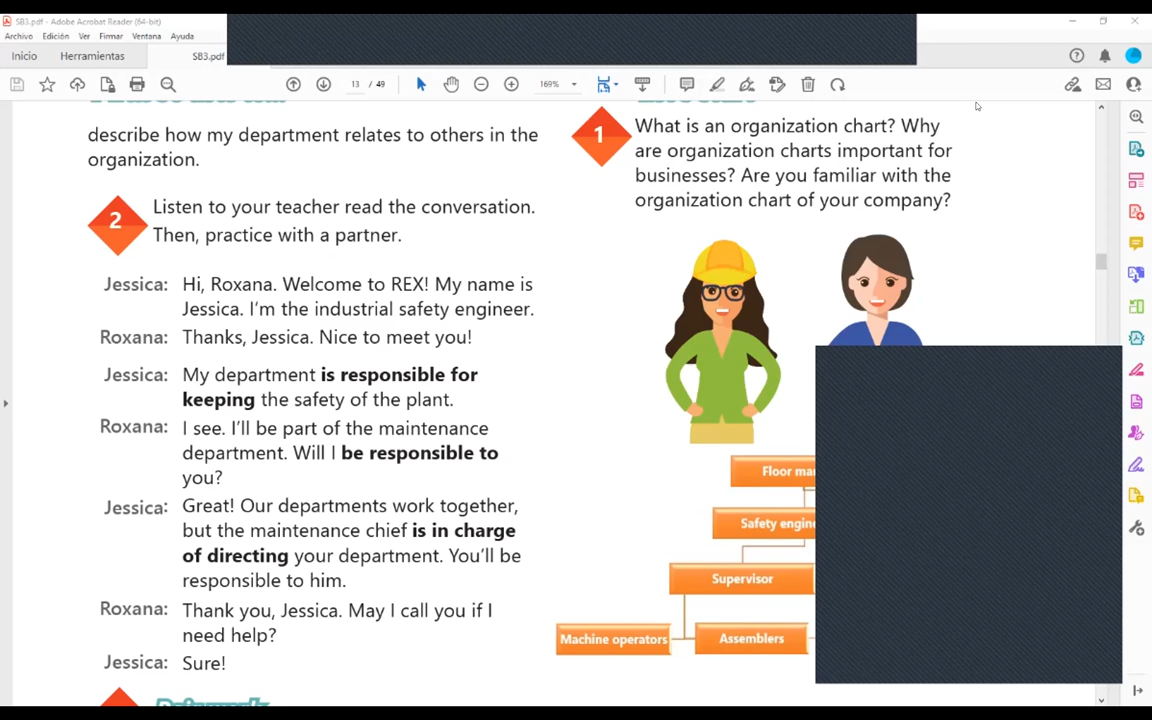 SB3.pdf - Adobe Acrobat Reader (64-bit)
Archivo Edición Ver Firmar Ventana Ayuda
Inicio Herramientas SB3.pdf
13 / 49 169%
describe how my department relates to others in the
organization.
2 Listen to your teacher read the conversation.
Then, practice with a partner.
Jessica: Hi, Roxana. Welcome to REX! My name is
Jessica. I'm the industrial safety engineer.
Roxana: Thanks, Jessica. Nice to meet you!
Jessica: My department is responsible for
keeping the safety of the plant.
Roxana: I see. I'll be part of the maintenance
department. Will I be responsible to
you?
Jessica: Great! Our departments work together,
but the maintenance chief is in charge
of directing your department. You'll be
responsible to him.
Roxana: Thank you, Jessica. May I call you if I
need help?
Jessica: Sure!
1 What is an organization chart? Why
are organization charts important for
businesses? Are you familiar with the
organization chart of your company?
Floor
Safety
Supervisor
Machine operators Assemblers